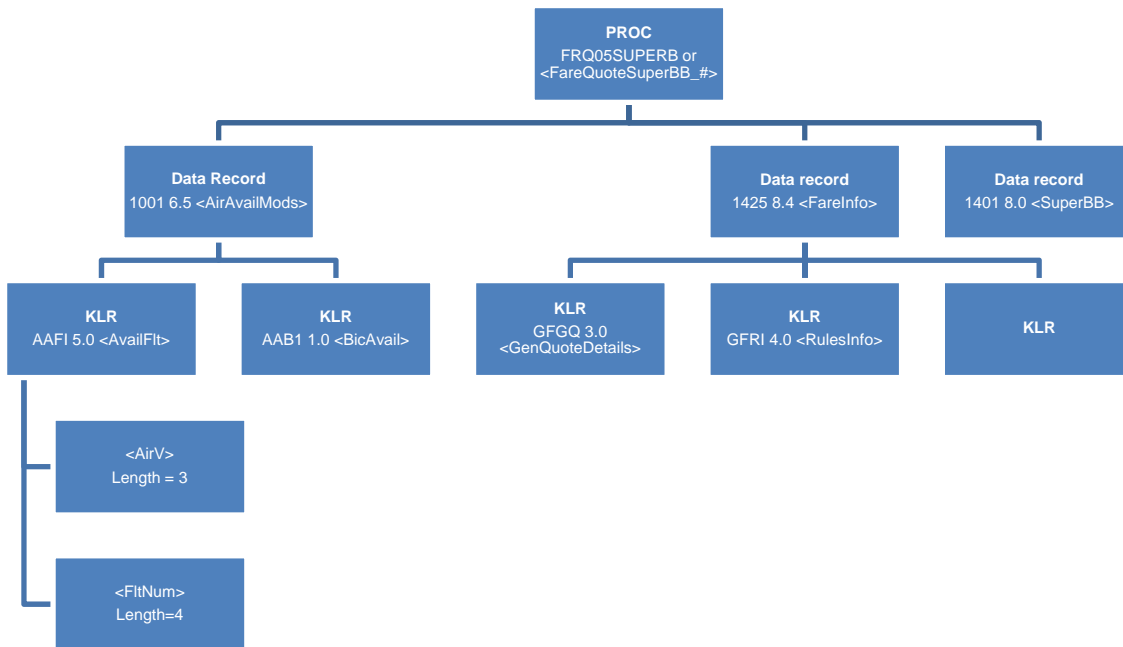 PROC
FRQ05SUPERB or
<FareQuoteSuperBB_#>
Data Record
1001 6.5 <AirAvailMods>
Data record
1425 8.4 <FareInfo>
Data record
1401 8.0 <SuperBB>
KLR
AAFI 5.0 <AvailFlt>
KLR
AAB1 1.0 <BicAvail>
KLR
GFGQ 3.0
<GenQuoteDetails>
KLR
GFRI 4.0 <RulesInfo>
KLR
<AirV>
Length = 3
<FltNum>
Length=4